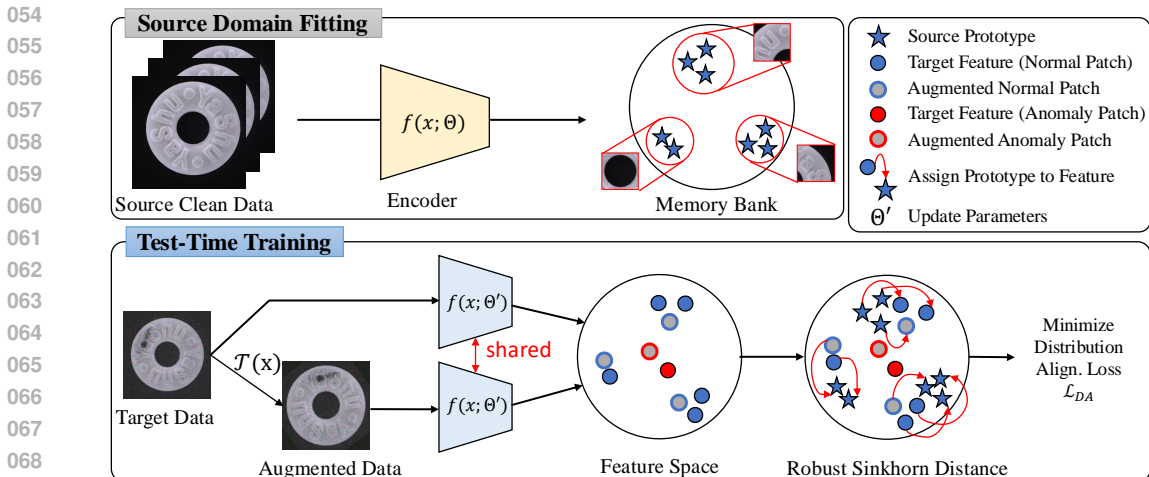 054
055
056
057
058
059
060
061
062
063
064
065
066
067
068
Source Domain Fitting
f(x; Θ)
Source Clean Data
Encoder
Memory Bank
Source Prototype
Target Feature (Normal Patch)
Augmented Normal Patch
Target Feature (Anomaly Patch)
Augmented Anomaly Patch
Assign Prototype to Feature
Θ′ Update Parameters
Test-Time Training
Target Data
𝒯(x)
Augmented Data
f(x; Θ′)
shared
f(x; Θ′)
Feature Space
Robust Sinkhorn Distance
Minimize
Distribution
Align. Loss
ℒ_DA